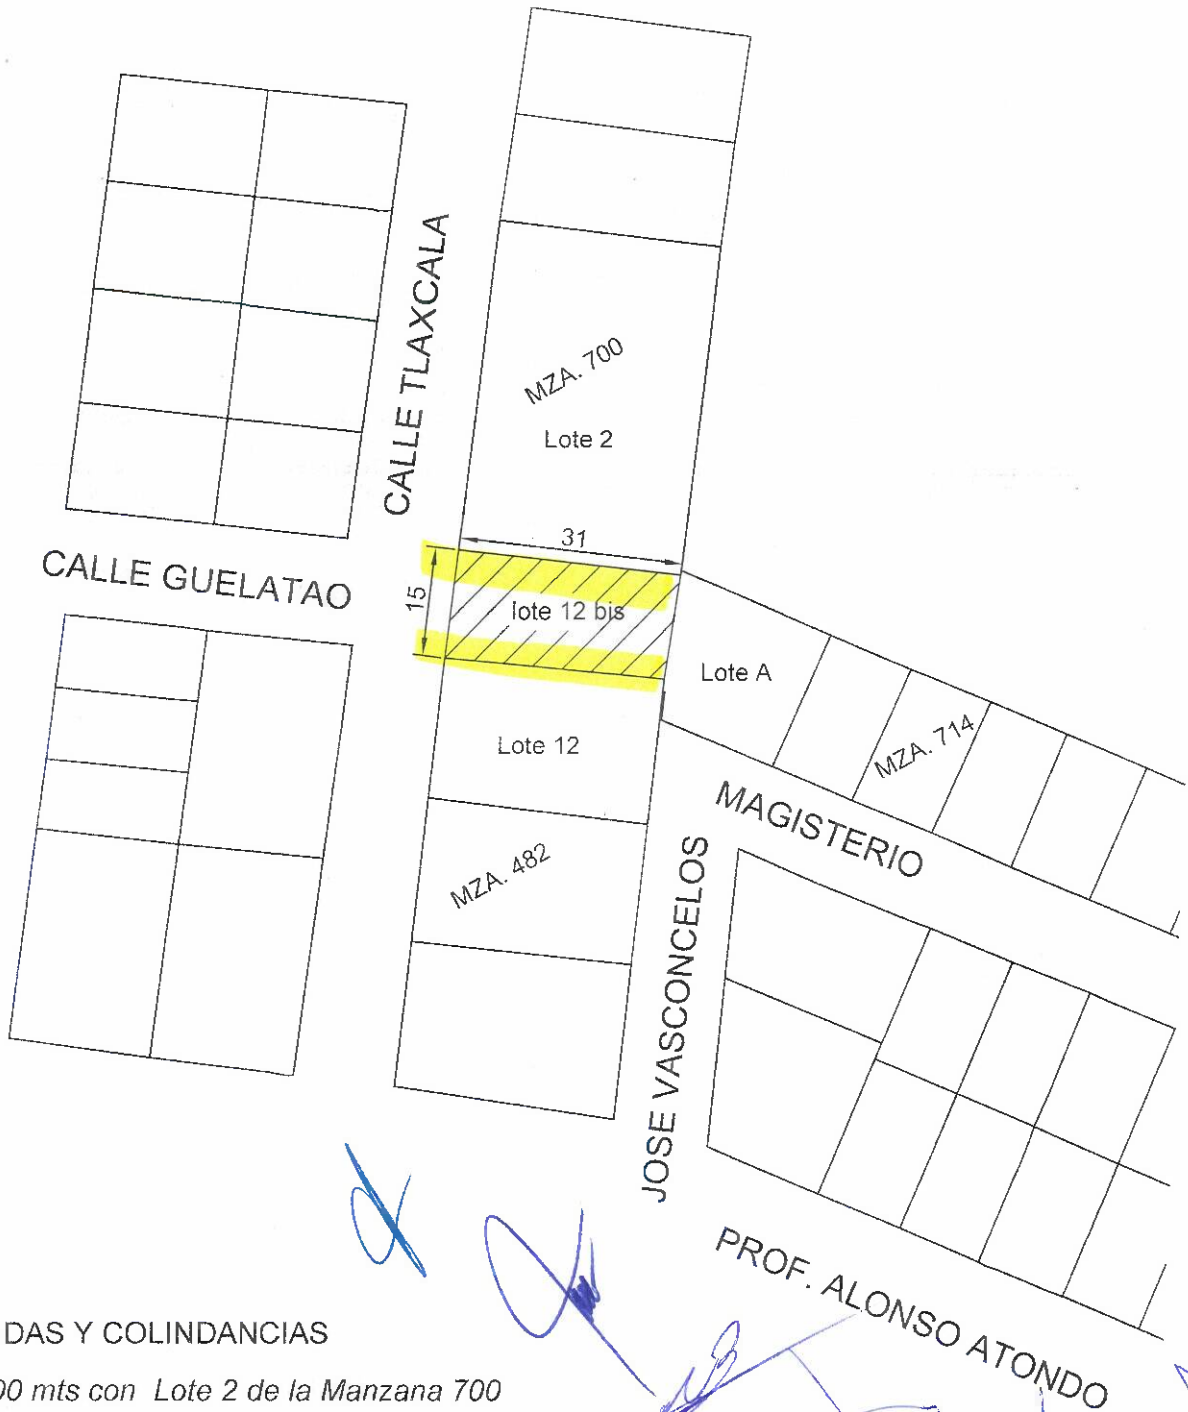 CALLE TLAXCALA
MZA. 700
Lote 2
31
CALLE GUELATAO
15
lote 12 bis
Lote A
MZA. 714
Lote 12
MAGISTERIO
MZA. 482
JOSE VASCONCELOS
PROF. ALONSO ATONDO
DAS Y COLINDANCIAS
00 mts con Lote 2 de la Manzana 700